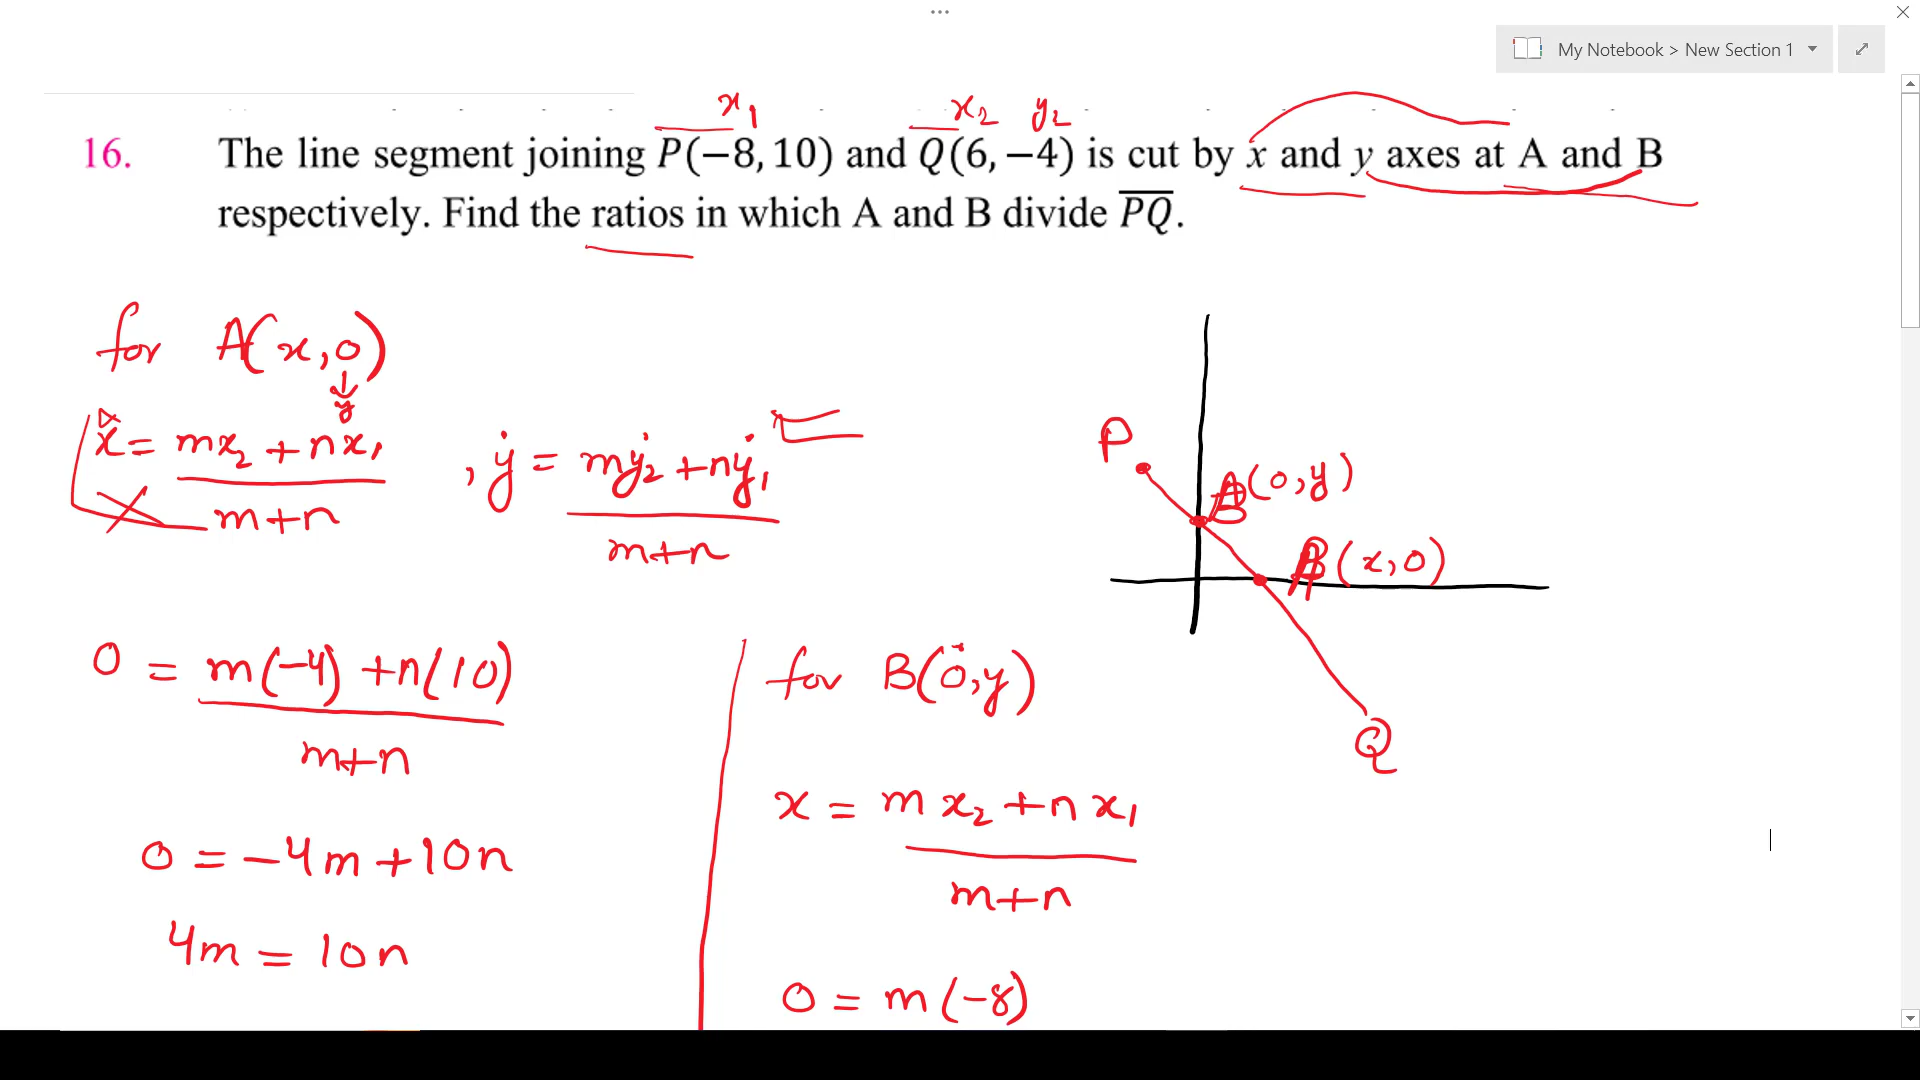 My Notebook > New Section 1
x₁ x₂ y₂
16. The line segment joining P(−8, 10) and Q(6, −4) is cut by x and y axes at A and B
respectively. Find the ratios in which A and B divide PQ.
for A(x, 0)
y
x = mx₂ + nx₁ / m+n , y = my₂ + ny₁ / m+n
0 = m(-4) + n(10) / m+n
0 = -4m + 10n
4m = 10n
P
B(0, y)
A(x, 0)
Q
for B(0, y)
x = mx₂ + nx₁ / m+n
0 = m(-8)